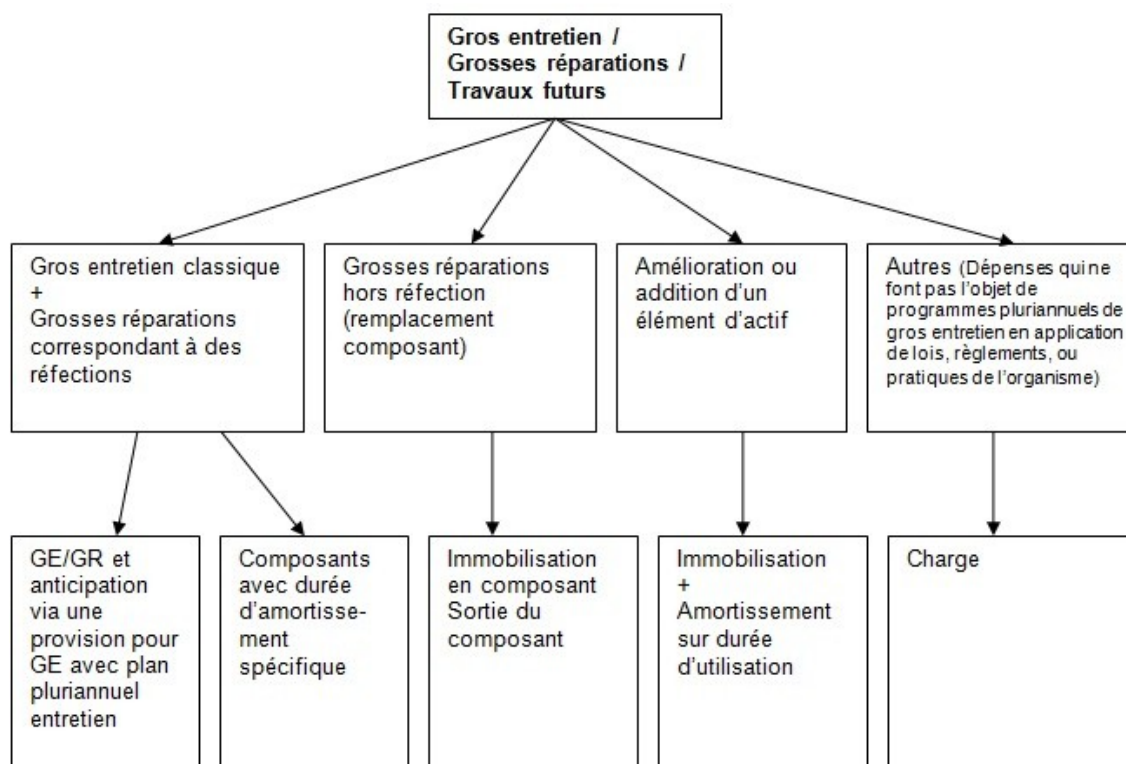 Gros entretien /
Grosses réparations /
Travaux futurs
Gros entretien classique
+
Grosses réparations
correspondant à des
réfections
Grosses réparations
hors réfection
(remplacement
composant)
Amélioration ou
addition d'un
élément d'actif
Autres (Dépenses qui ne
font pas l'objet de
programmes pluriannuels de
gros entretien en application
de lois, règlements, ou
pratiques de l'organisme)
GE/GR et
anticipation
via une
provision pour
GE avec plan
pluriannuel
entretien
Composants
avec durée
d'amortisse-
ment
spécifique
Immobilisation
en composant
Sortie du
composant
Immobilisation
+
Amortissement
sur durée
d'utilisation
Charge